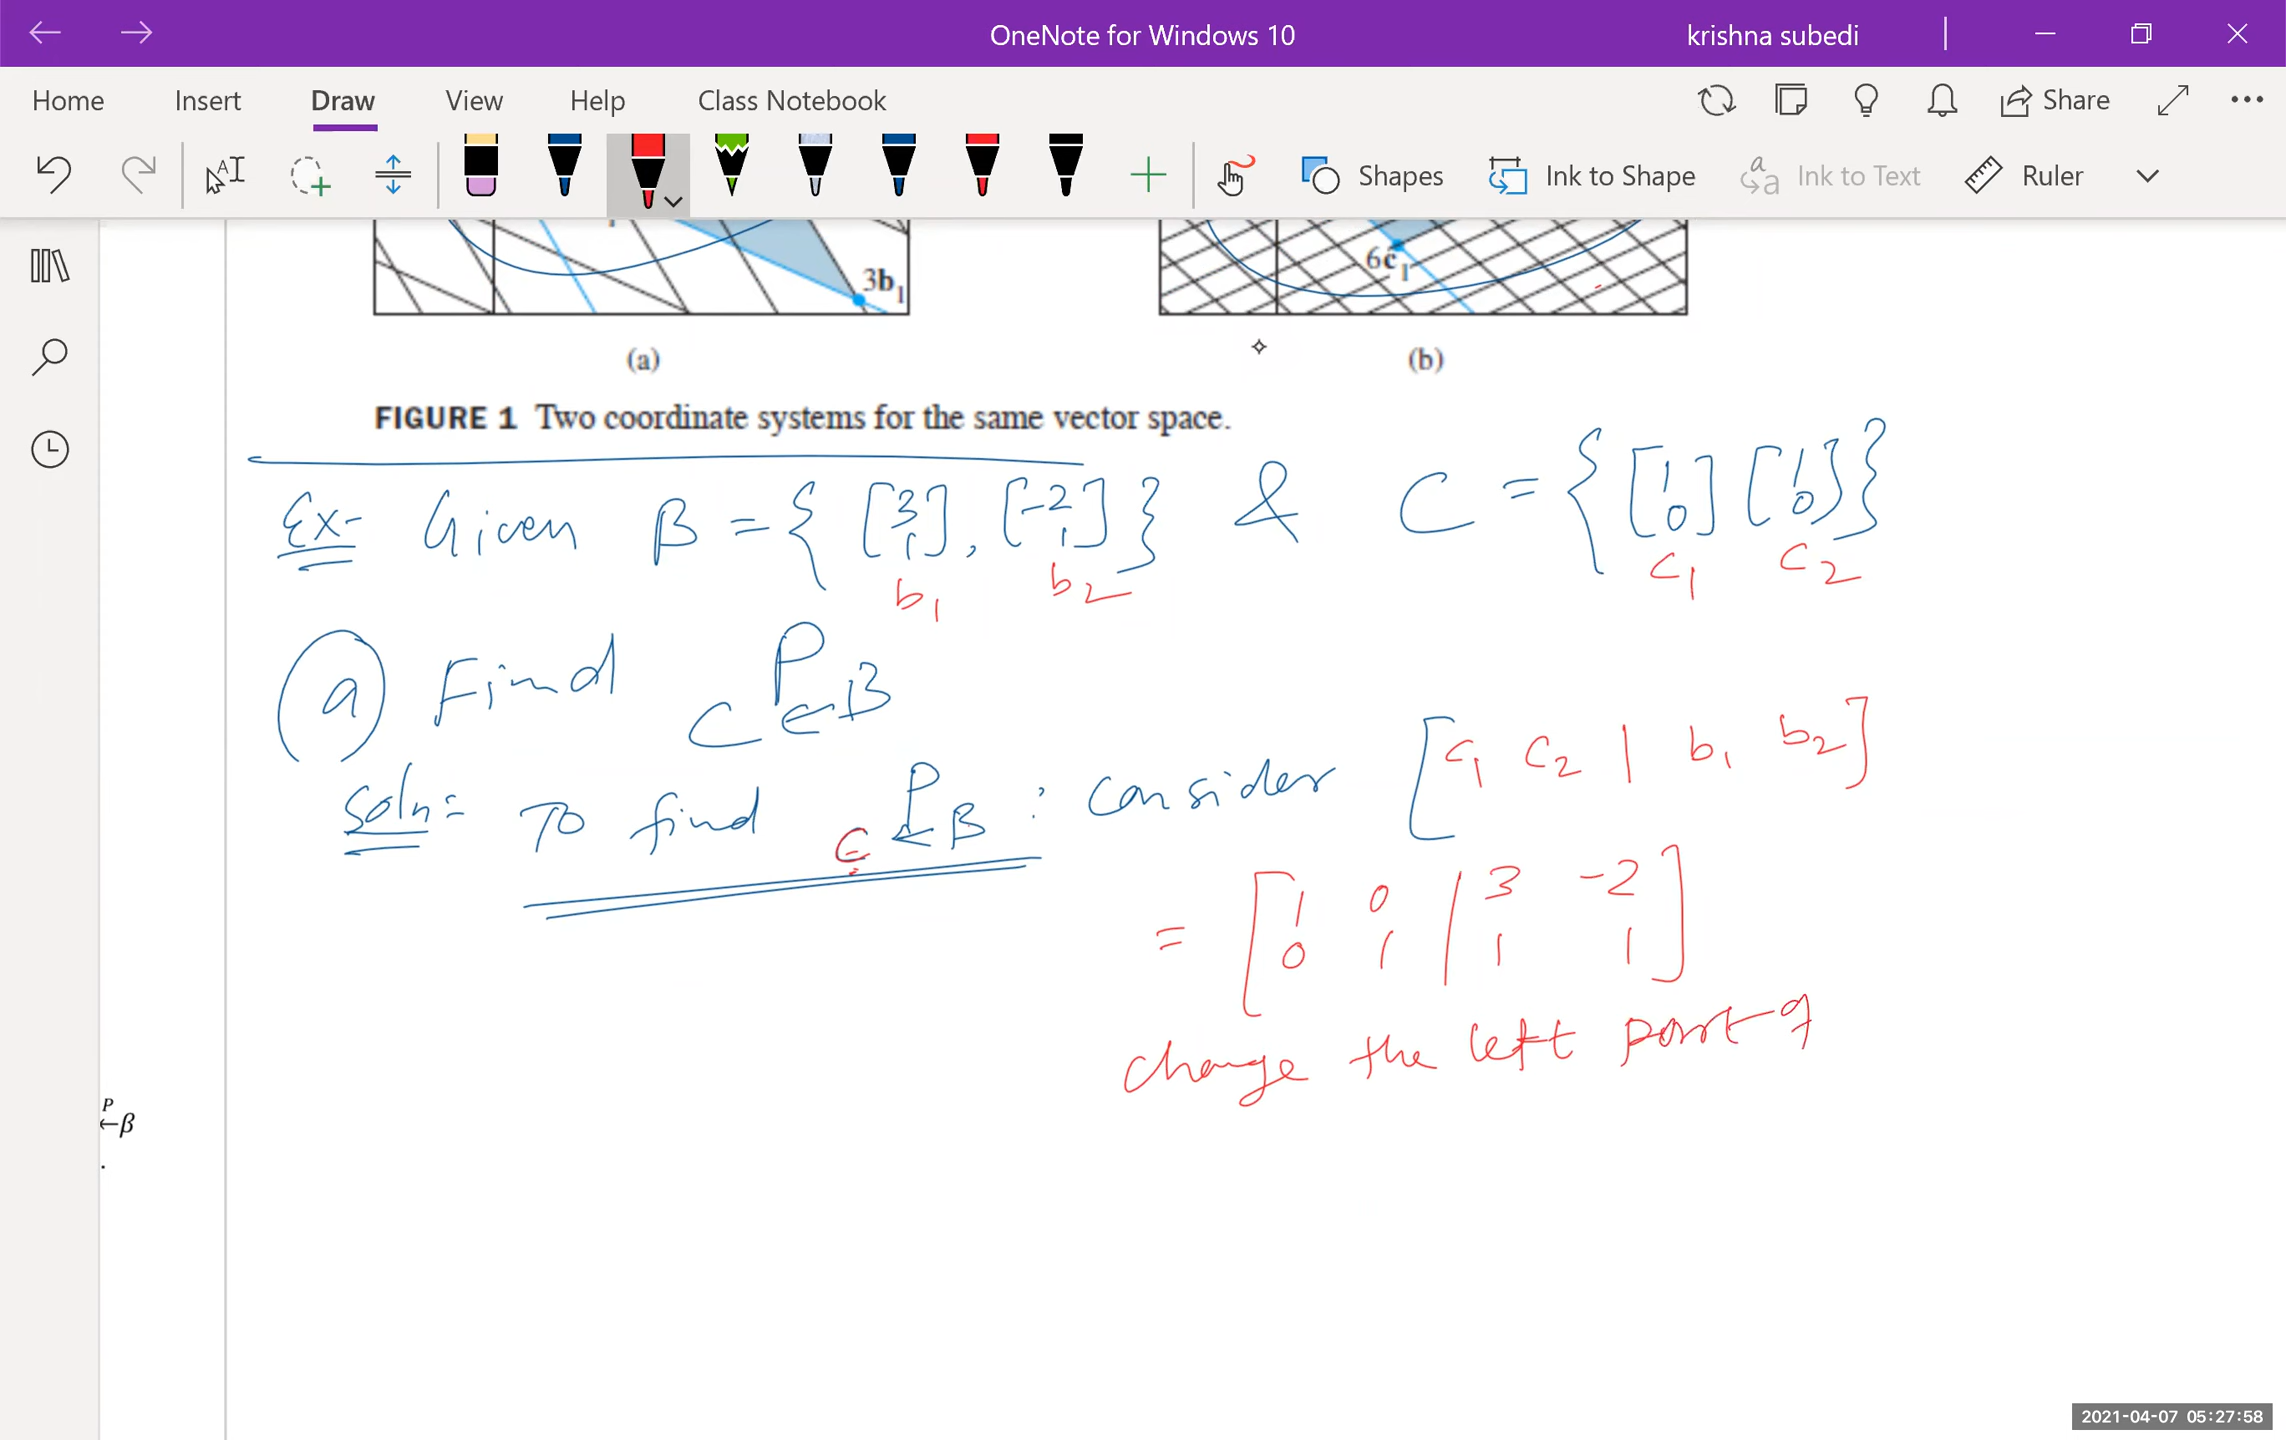 OneNote for Windows 10
krishna subedi
Home Insert Draw View Help Class Notebook Share
Shapes Ink to Shape Ink to Text Ruler
3b1
6c1
(a)
(b)
FIGURE 1 Two coordinate systems for the same vector space.
Ex- Given β = { [3 1], [-2 1] } & C = { [1 0] [1 0] }
b1 b2 c1 c2
(a) Find P C←B
Soln= To find P C←B : consider [c1 c2 | b1 b2]
= [1 0 | 3 -2
0 1 | 1 1]
change the left part of
P
←β
.
2021-04-07 05:27:58